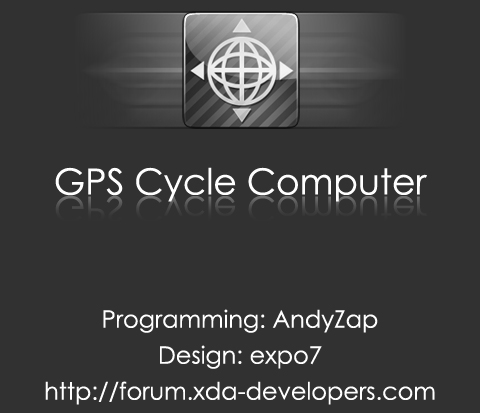 GPS Cycle Computer
Programming: AndyZap
Design: expo7
http://forum.xda-developers.com